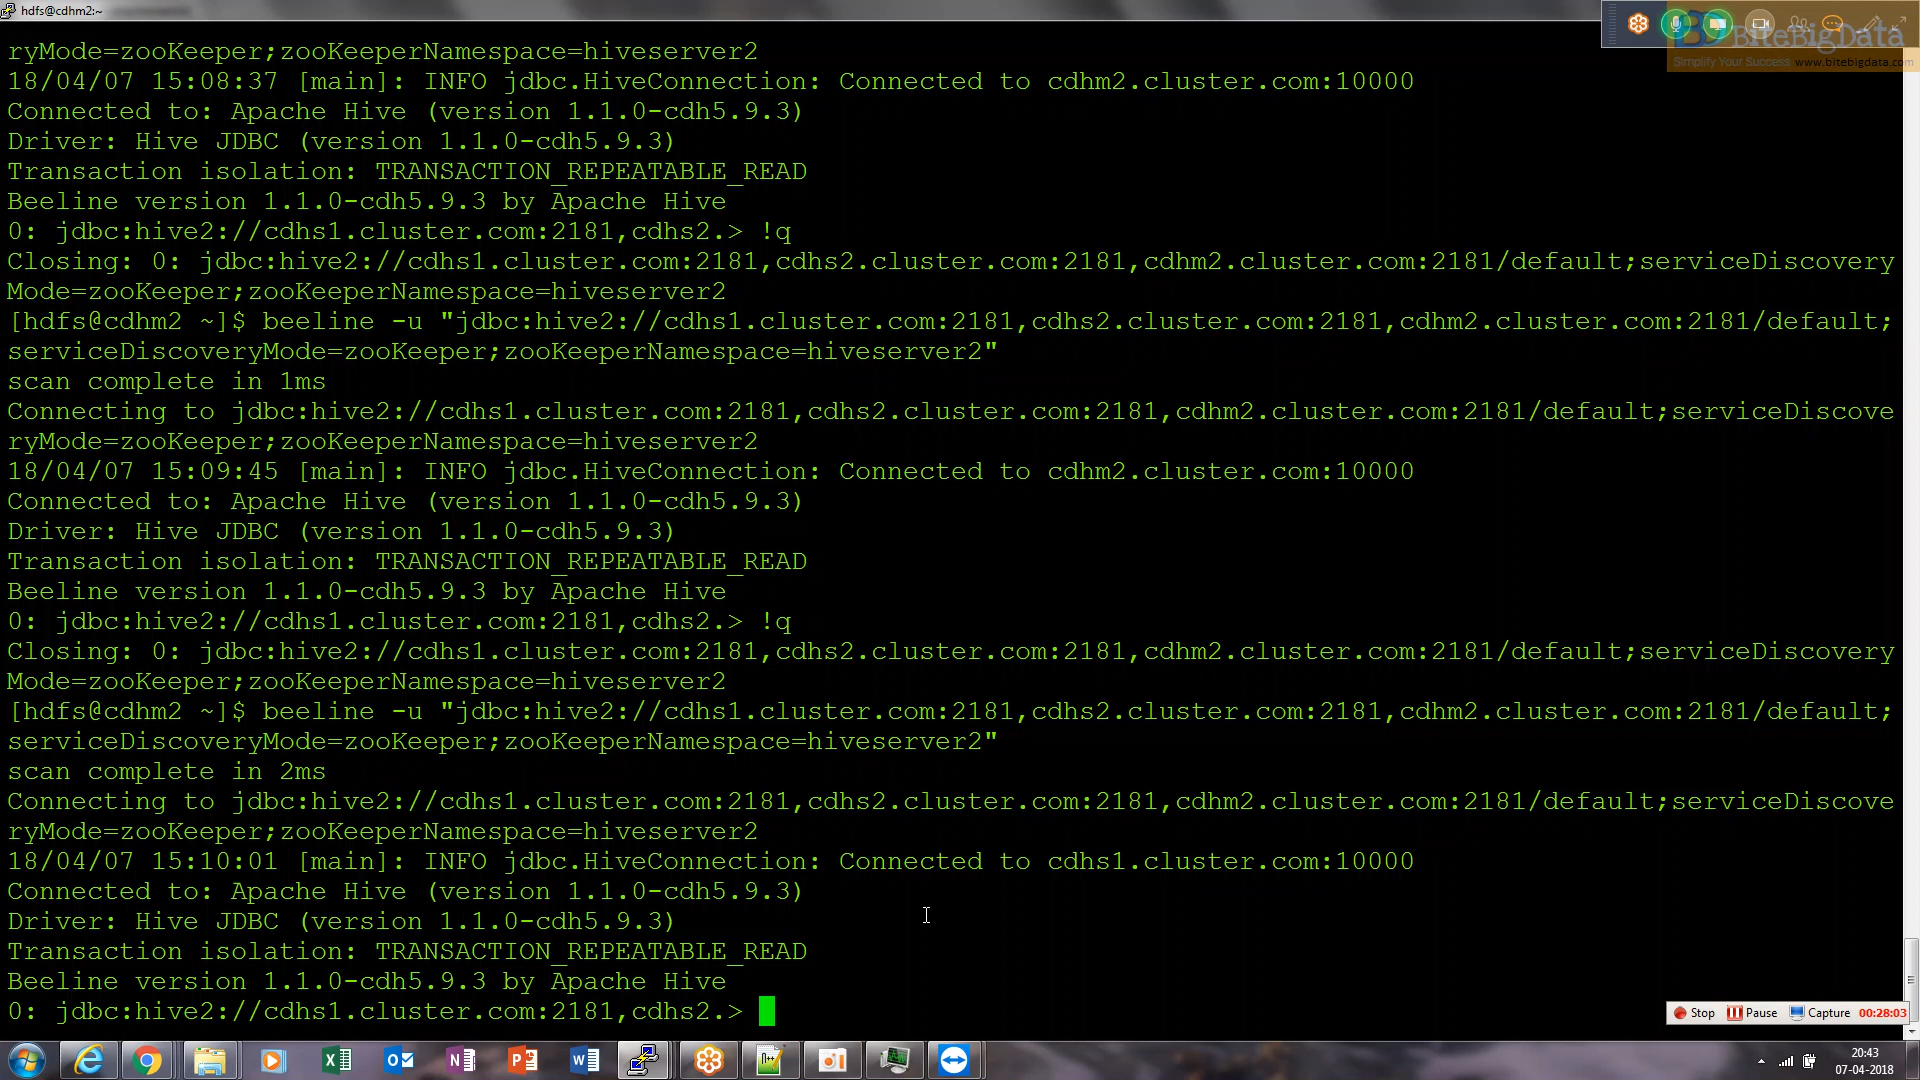 hdfs@cdhm2:~
BiteBigData
Simplify Your Success www.bitebigdata.com
ryMode=zooKeeper;zooKeeperNamespace=hiveserver2
18/04/07 15:08:37 [main]: INFO jdbc.HiveConnection: Connected to cdhm2.cluster.com:10000
Connected to: Apache Hive (version 1.1.0-cdh5.9.3)
Driver: Hive JDBC (version 1.1.0-cdh5.9.3)
Transaction isolation: TRANSACTION_REPEATABLE_READ
Beeline version 1.1.0-cdh5.9.3 by Apache Hive
0: jdbc:hive2://cdhs1.cluster.com:2181,cdhs2.> !q
Closing: 0: jdbc:hive2://cdhs1.cluster.com:2181,cdhs2.cluster.com:2181,cdhm2.cluster.com:2181/default;serviceDiscovery
Mode=zooKeeper;zooKeeperNamespace=hiveserver2
[hdfs@cdhm2 ~]$ beeline -u "jdbc:hive2://cdhs1.cluster.com:2181,cdhs2.cluster.com:2181,cdhm2.cluster.com:2181/default;
serviceDiscoveryMode=zooKeeper;zooKeeperNamespace=hiveserver2"
scan complete in 1ms
Connecting to jdbc:hive2://cdhs1.cluster.com:2181,cdhs2.cluster.com:2181,cdhm2.cluster.com:2181/default;serviceDiscove
ryMode=zooKeeper;zooKeeperNamespace=hiveserver2
18/04/07 15:09:45 [main]: INFO jdbc.HiveConnection: Connected to cdhm2.cluster.com:10000
Connected to: Apache Hive (version 1.1.0-cdh5.9.3)
Driver: Hive JDBC (version 1.1.0-cdh5.9.3)
Transaction isolation: TRANSACTION_REPEATABLE_READ
Beeline version 1.1.0-cdh5.9.3 by Apache Hive
0: jdbc:hive2://cdhs1.cluster.com:2181,cdhs2.> !q
Closing: 0: jdbc:hive2://cdhs1.cluster.com:2181,cdhs2.cluster.com:2181,cdhm2.cluster.com:2181/default;serviceDiscovery
Mode=zooKeeper;zooKeeperNamespace=hiveserver2
[hdfs@cdhm2 ~]$ beeline -u "jdbc:hive2://cdhs1.cluster.com:2181,cdhs2.cluster.com:2181,cdhm2.cluster.com:2181/default;
serviceDiscoveryMode=zooKeeper;zooKeeperNamespace=hiveserver2"
scan complete in 2ms
Connecting to jdbc:hive2://cdhs1.cluster.com:2181,cdhs2.cluster.com:2181,cdhm2.cluster.com:2181/default;serviceDiscove
ryMode=zooKeeper;zooKeeperNamespace=hiveserver2
18/04/07 15:10:01 [main]: INFO jdbc.HiveConnection: Connected to cdhs1.cluster.com:10000
Connected to: Apache Hive (version 1.1.0-cdh5.9.3)
Driver: Hive JDBC (version 1.1.0-cdh5.9.3)
Transaction isolation: TRANSACTION_REPEATABLE_READ
Beeline version 1.1.0-cdh5.9.3 by Apache Hive
0: jdbc:hive2://cdhs1.cluster.com:2181,cdhs2.>
Stop Pause Capture 00:28:03
20:43
07-04-2018